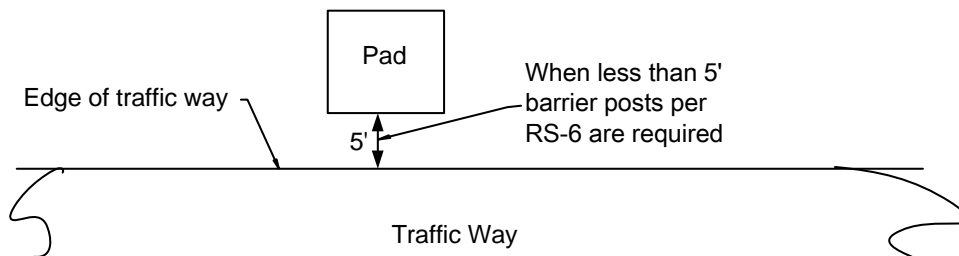 Pad
When less than 5'
barrier posts per
RS-6 are required
Edge of traffic way
5'
Traffic Way